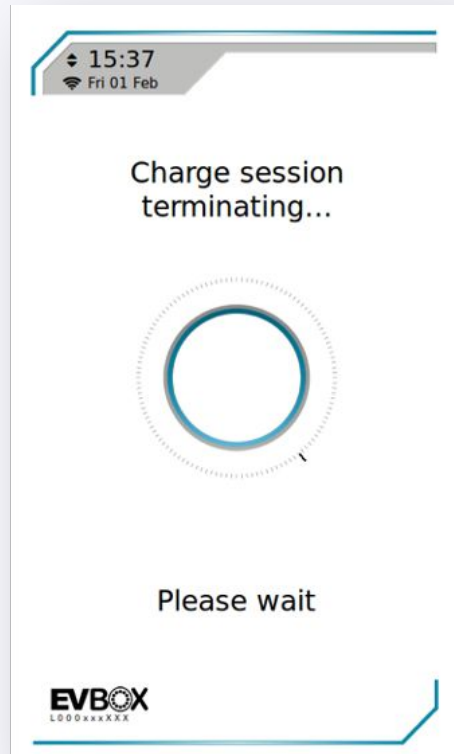 15:37
Fri 01 Feb
Charge session
terminating...
Please wait
EVBOX
L000xxxXXX